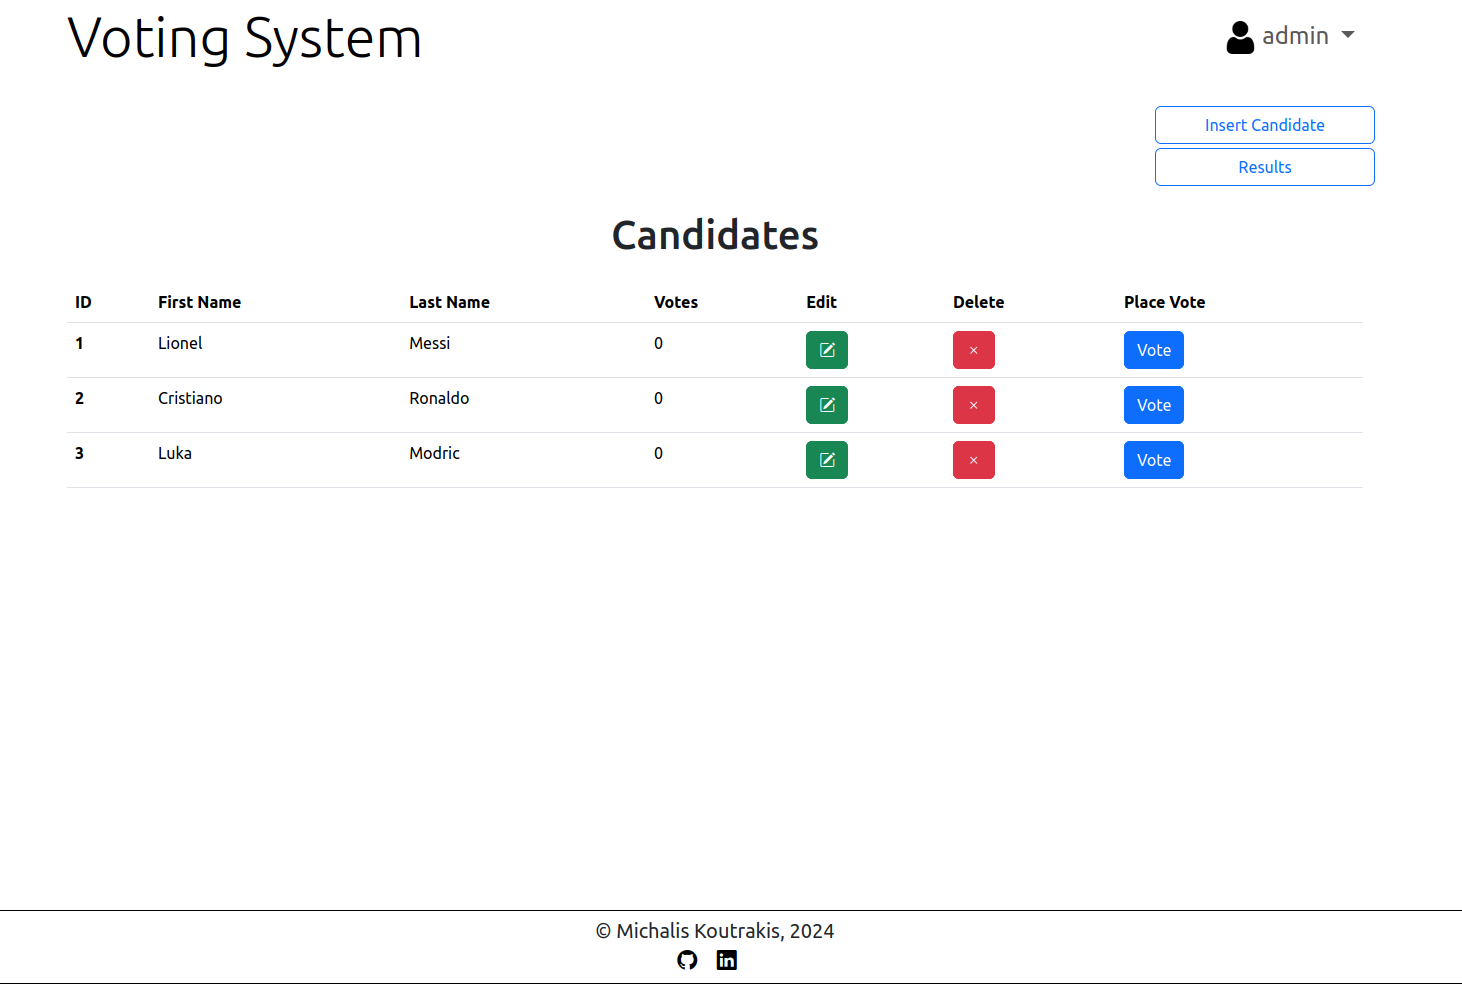 Voting System
admin
Insert Candidate
Results
Candidates
ID First Name Last Name Votes Edit Delete Place Vote
1 Lionel Messi 0 Vote
2 Cristiano Ronaldo 0 Vote
3 Luka Modric 0 Vote
© Michalis Koutrakis, 2024